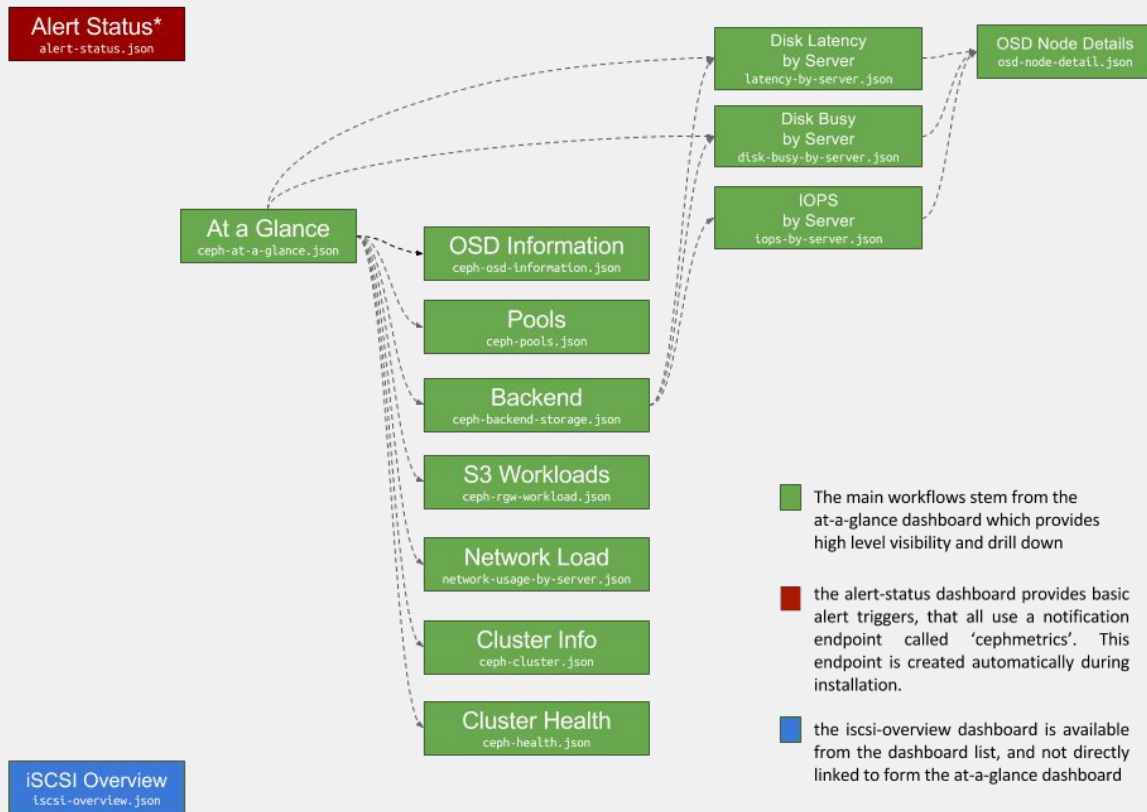 Alert Status*
alert-status.json
Disk Latency
by Server
latency-by-server.json
OSD Node Details
osd-node-detail.json
Disk Busy
by Server
disk-busy-by-server.json
IOPS
by Server
iops-by-server.json
At a Glance
ceph-at-a-glance.json
OSD Information
ceph-osd-information.json
Pools
ceph-pools.json
Backend
ceph-backend-storage.json
S3 Workloads
ceph-rgw-workload.json
Network Load
network-usage-by-server.json
Cluster Info
ceph-cluster.json
Cluster Health
ceph-health.json
The main workflows stem from the
at-a-glance dashboard which provides
high level visibility and drill down
the alert-status dashboard provides basic
alert triggers, that all use a notification
endpoint called ‘cephmetrics’. This
endpoint is created automatically during
installation.
the iscsi-overview dashboard is available
from the dashboard list, and not directly
linked to form the at-a-glance dashboard
iSCSI Overview
iscsi-overview.json